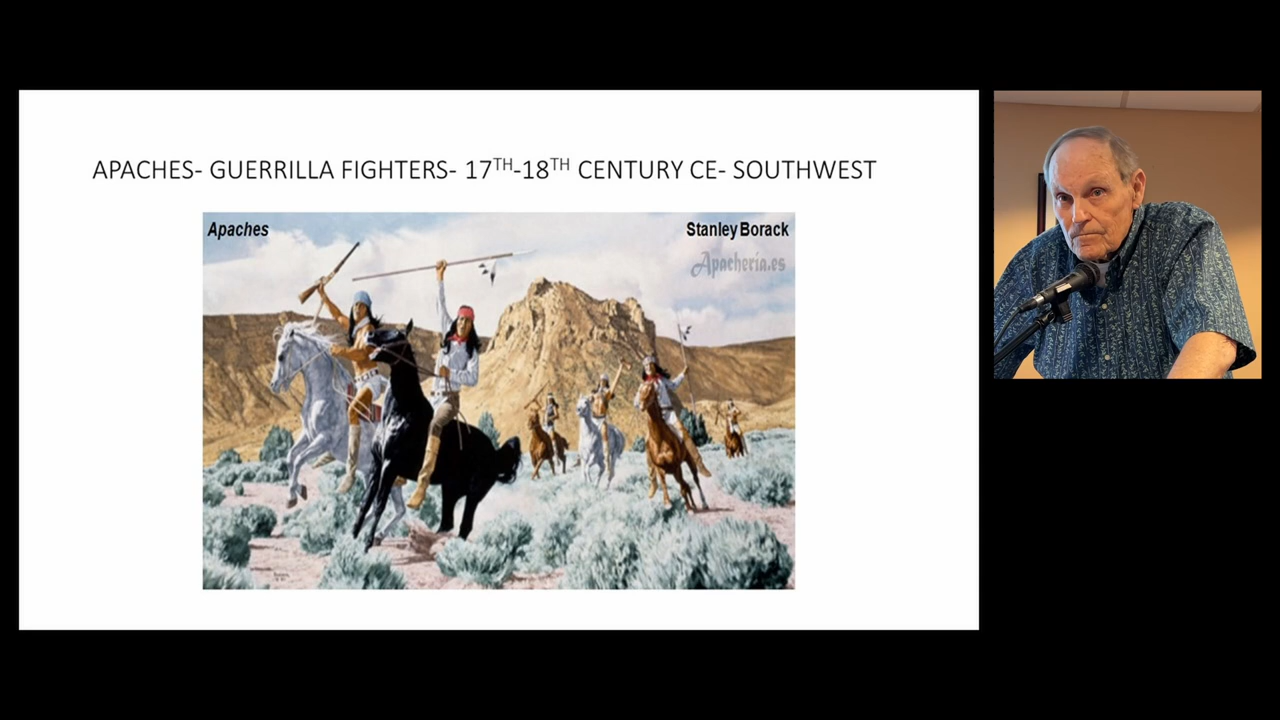 APACHES- GUERRILLA FIGHTERS- 17TH-18TH CENTURY CE- SOUTHWEST
Apaches
Stanley Borack
Apacheria.es